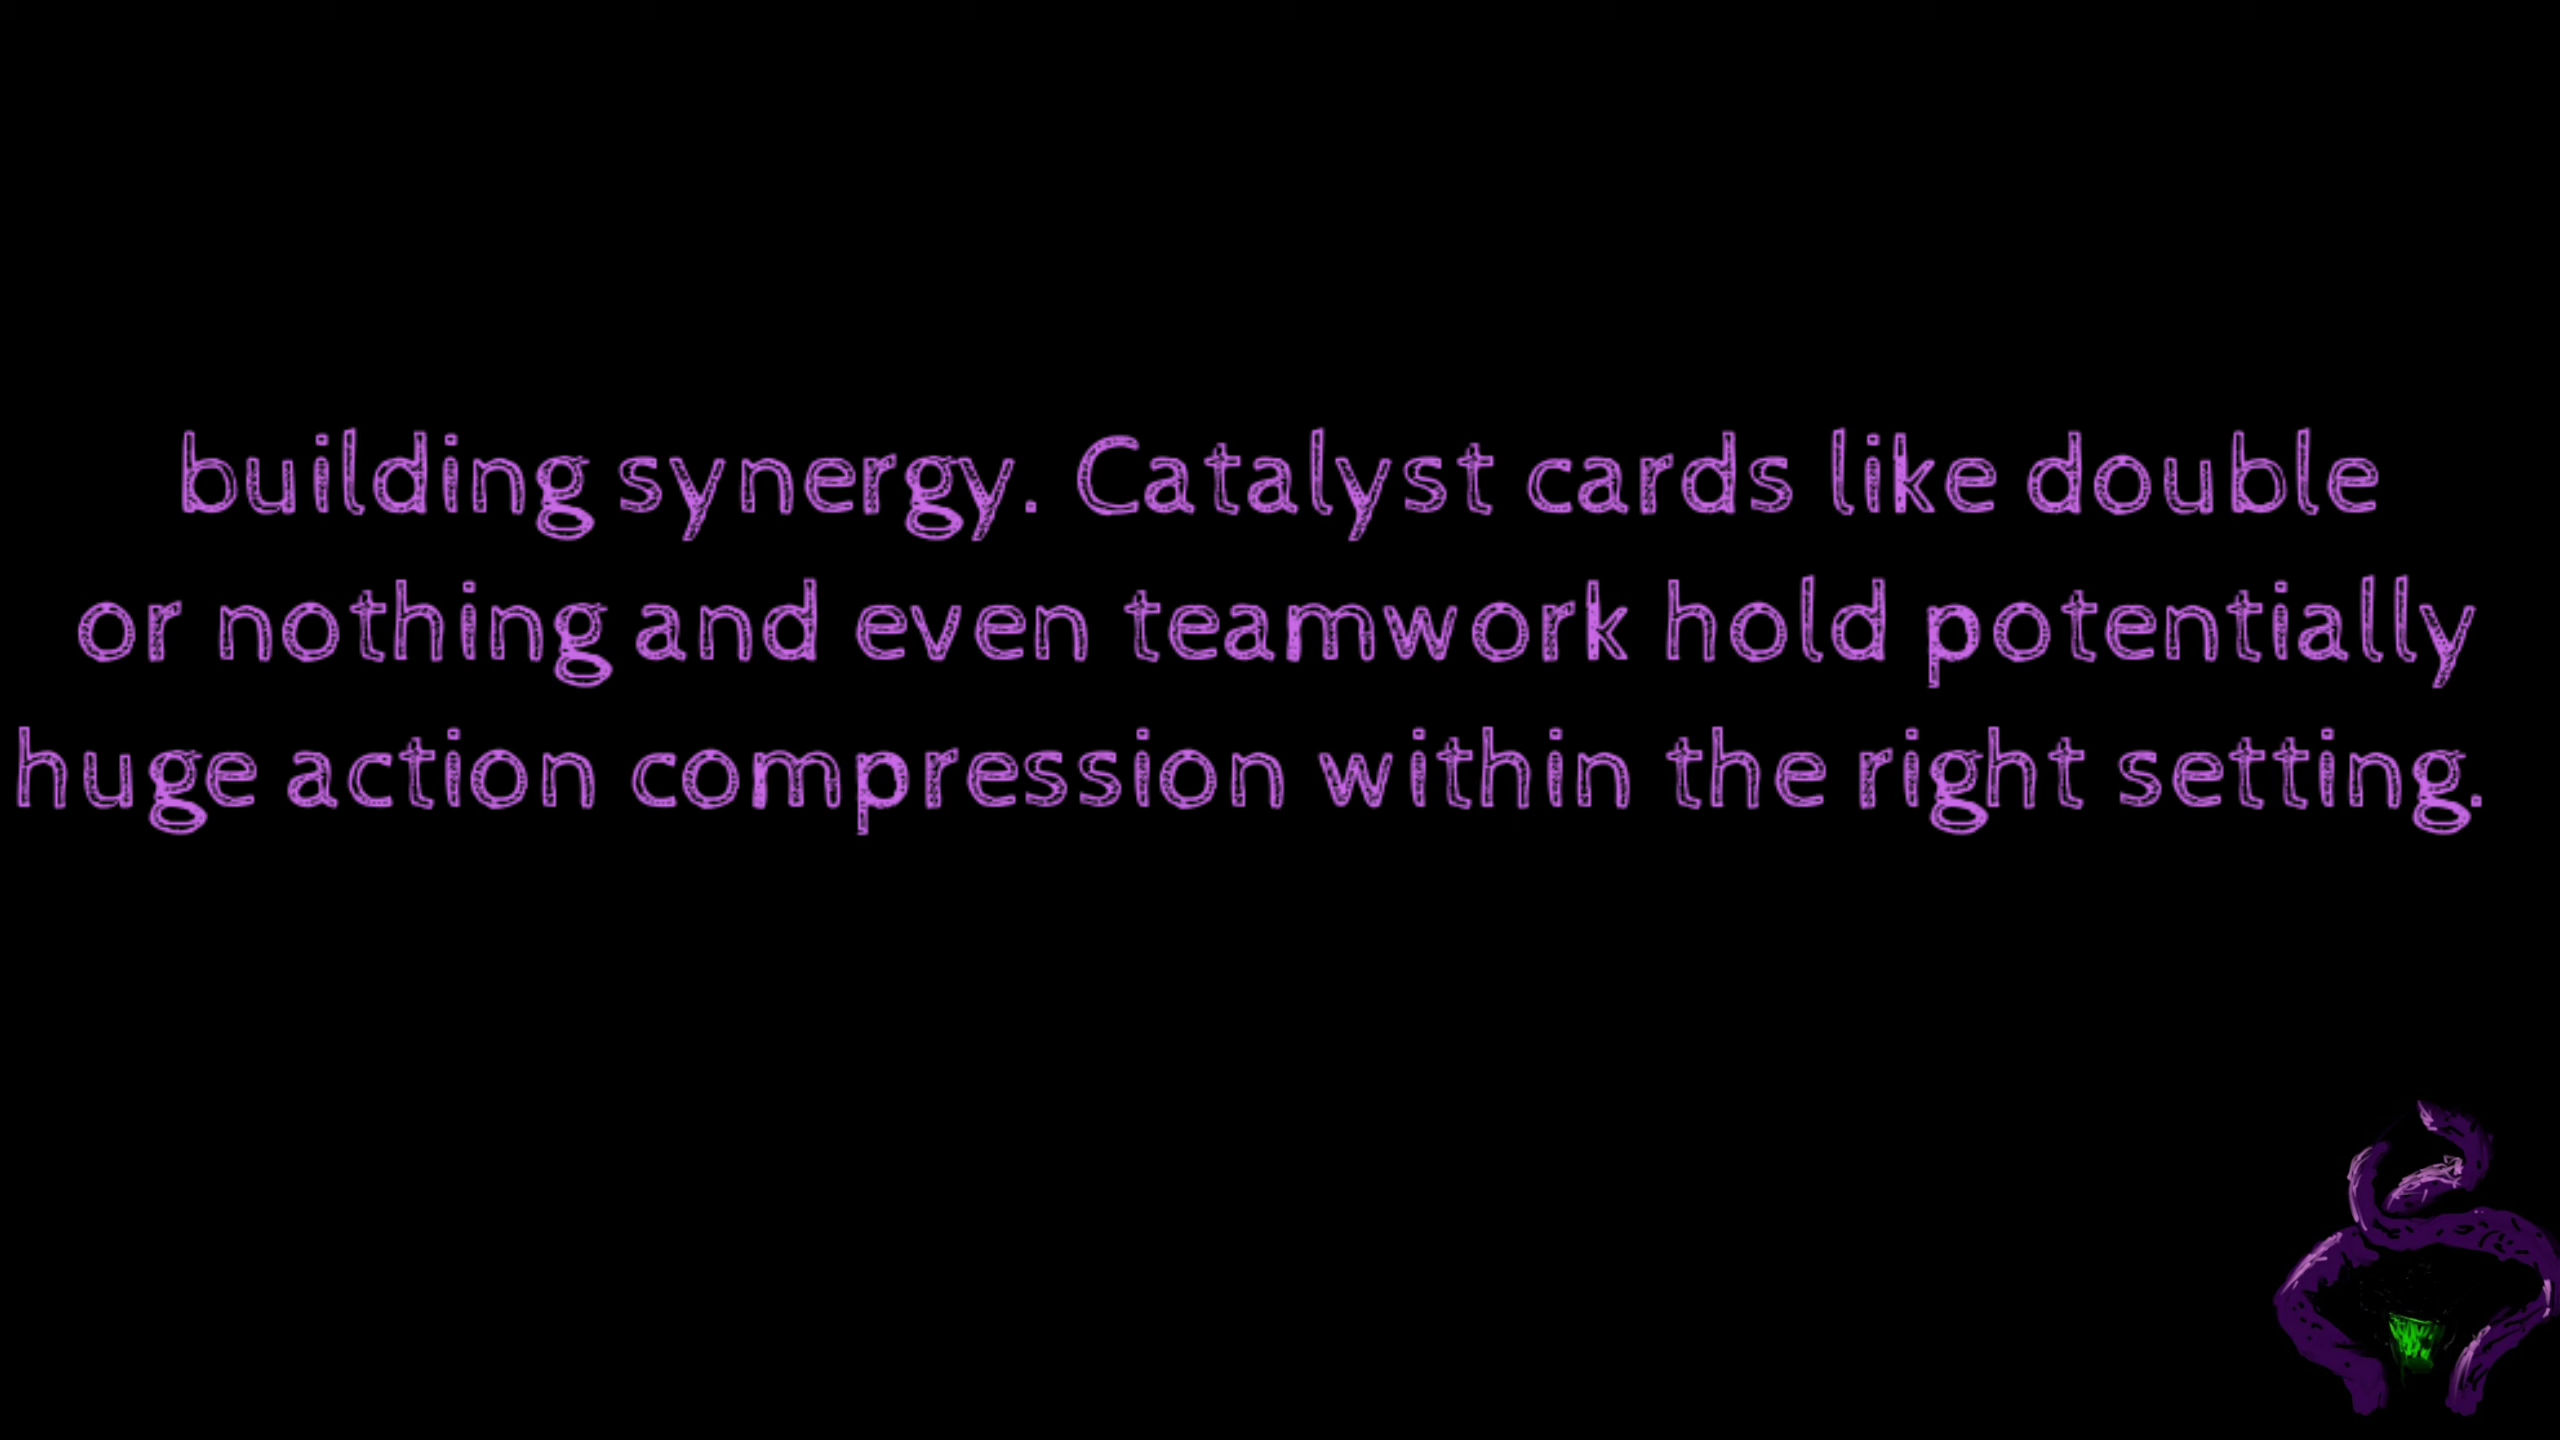 building synergy. Catalyst cards like double
or nothing and even teamwork hold potentially
huge action compression within the right setting.